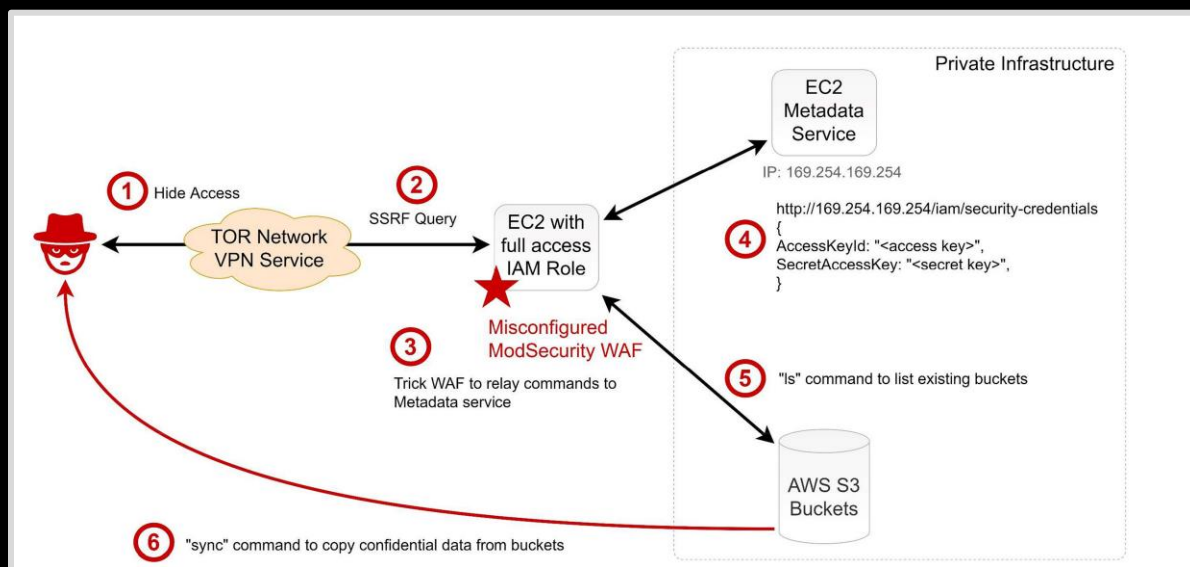 Private Infrastructure
EC2
Metadata
Service
IP: 169.254.169.254
1
Hide Access
TOR Network
VPN Service
2
SSRF Query
EC2 with
full access
IAM Role
Misconfigured
ModSecurity WAF
3
Trick WAF to relay commands to
Metadata service
4
http://169.254.169.254/iam/security-credentials
{
AccessKeyId: "<access key>",
SecretAccessKey: "<secret key>",
}
5
"ls" command to list existing buckets
AWS S3
Buckets
6
"sync" command to copy confidential data from buckets